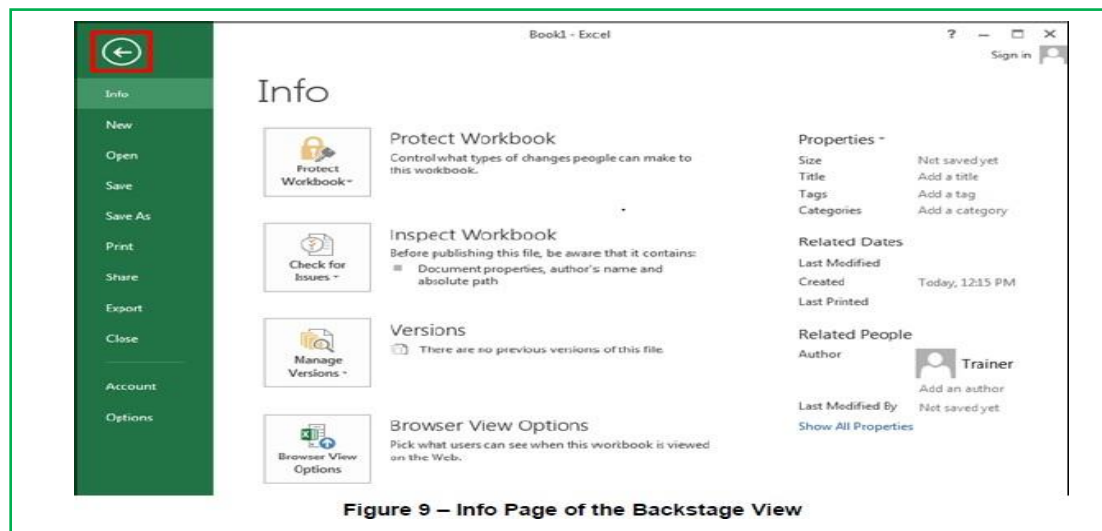 Book1 - Excel
?
Sign in
Info
New
Open
Save
Save As
Print
Share
Export
Close
Account
Options
Info
Protect
Workbook
Protect Workbook
Control what types of changes people can make to
this workbook.
Check for
Issues
Inspect Workbook
Before publishing this file, be aware that it contains:
Document properties, author's name and
absolute path
Manage
Versions
Versions
There are no previous versions of this file.
Browser View
Options
Browser View Options
Pick what users can see when this workbook is viewed
on the Web.
Properties
Size Not saved yet
Title Add a title
Tags Add a tag
Categories Add a category
Related Dates
Last Modified
Created Today, 12:15 PM
Last Printed
Related People
Author Trainer
Add an author
Last Modified By Not saved yet
Show All Properties
Figure 9 – Info Page of the Backstage View